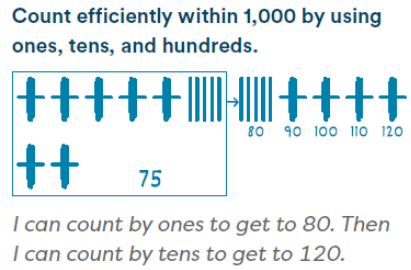 Count efficiently within 1,000 by using
ones, tens, and hundreds.
80 90 100 110 120
75
I can count by ones to get to 80. Then
I can count by tens to get to 120.